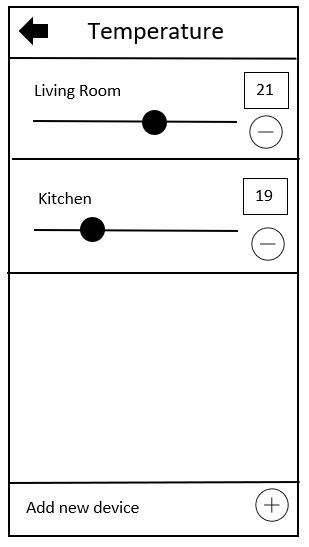 Temperature
Living Room 21
Kitchen 19
Add new device